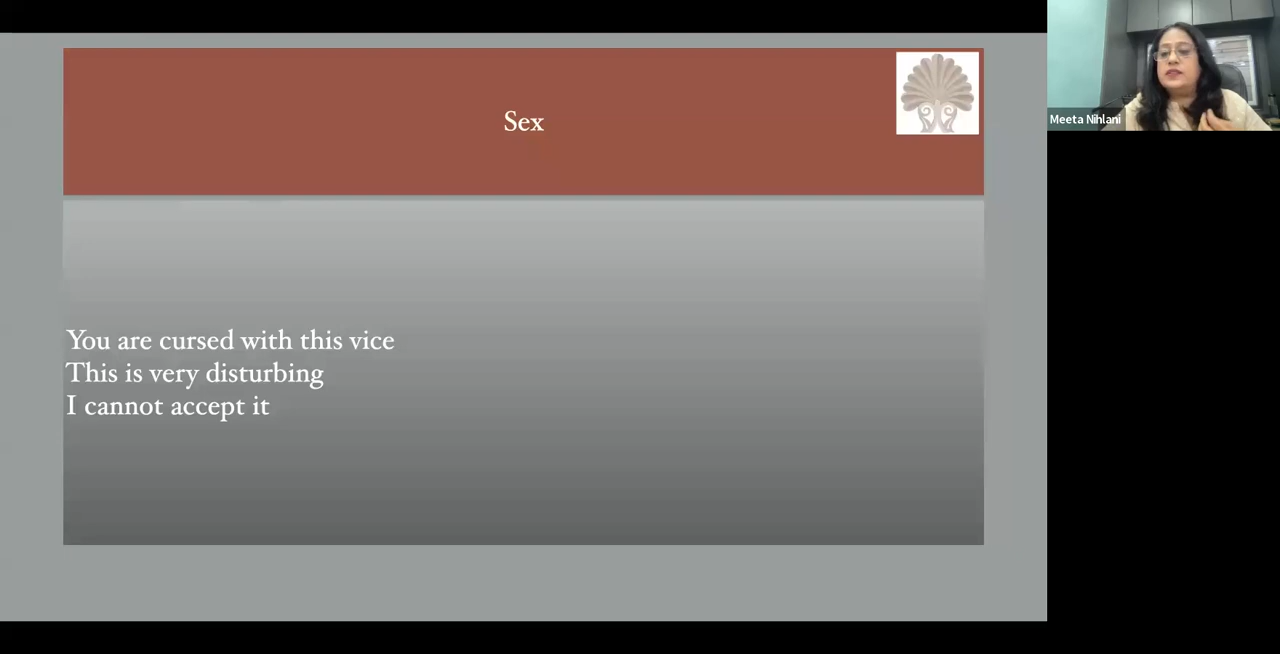 Sex
Meeta Nihlani
You are cursed with this vice
This is very disturbing
I cannot accept it